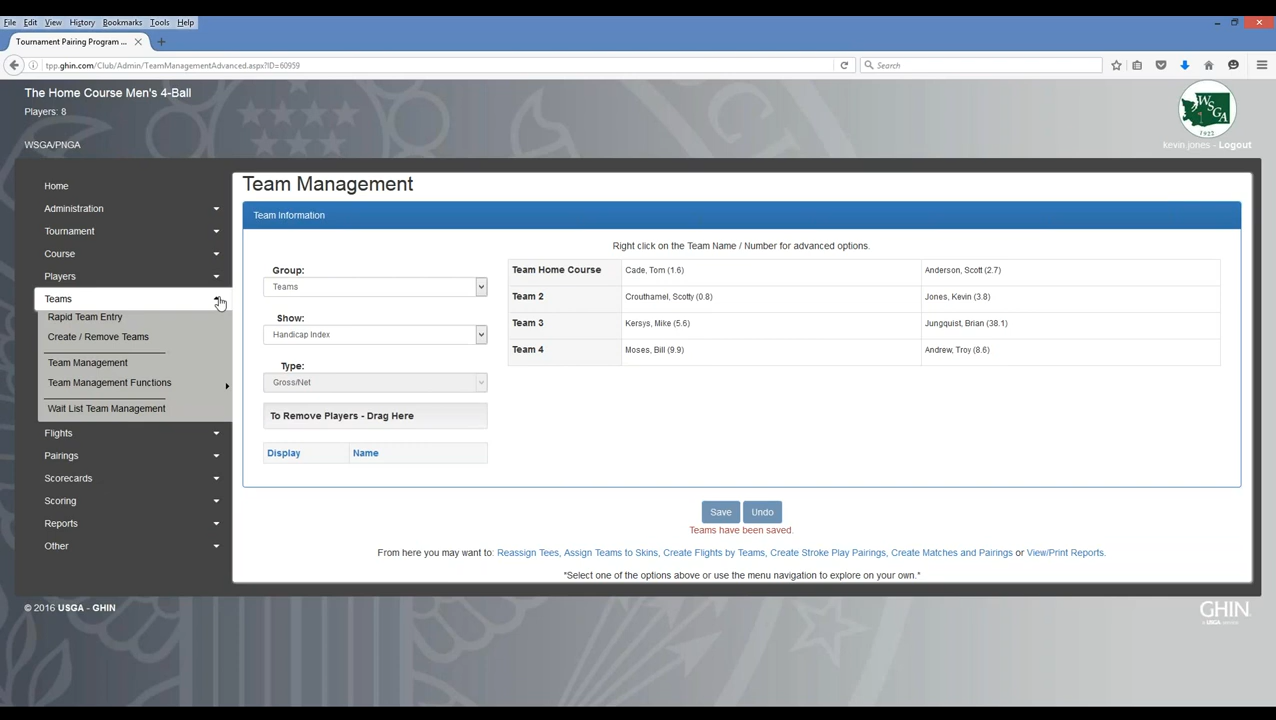 File Edit View History Bookmarks Tools Help
Tournament Pairing Program ...
tpp.ghin.com/Club/Admin/TeamManagementAdvanced.aspx?ID=60959
Search
The Home Course Men's 4-Ball
Players: 8
WSGA/PNGA
WSGA
1922
kevin jones - Logout
Home
Administration
Tournament
Course
Players
Teams
Rapid Team Entry
Create / Remove Teams
Team Management
Team Management Functions
Wait List Team Management
Flights
Pairings
Scorecards
Scoring
Reports
Other
Team Management
Team Information
Right click on the Team Name / Number for advanced options.
Group:
Teams
Show:
Handicap Index
Type:
Gross/Net
To Remove Players - Drag Here
Display Name
Team Home Course Cade, Tom (1.6) Anderson, Scott (2.7)
Team 2 Crouthamel, Scotty (0.8) Jones, Kevin (3.8)
Team 3 Kersys, Mike (5.6) Jungquist, Brian (38.1)
Team 4 Moses, Bill (9.9) Andrew, Troy (8.6)
Save Undo
Teams have been saved.
From here you may want to: Reassign Tees, Assign Teams to Skins, Create Flights by Teams, Create Stroke Play Pairings, Create Matches and Pairings or View/Print Reports.
*Select one of the options above or use the menu navigation to explore on your own.*
© 2016 USGA - GHIN
GHIN